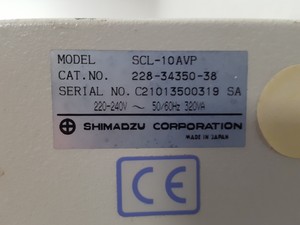 MODEL SCL-10AVP
CAT.NO. 228-34350-38
SERIAL NO. C21013500319 SA
220-240V ~ 50/60Hz 320VA
SHIMADZU CORPORATION
MADE IN JAPAN
CE